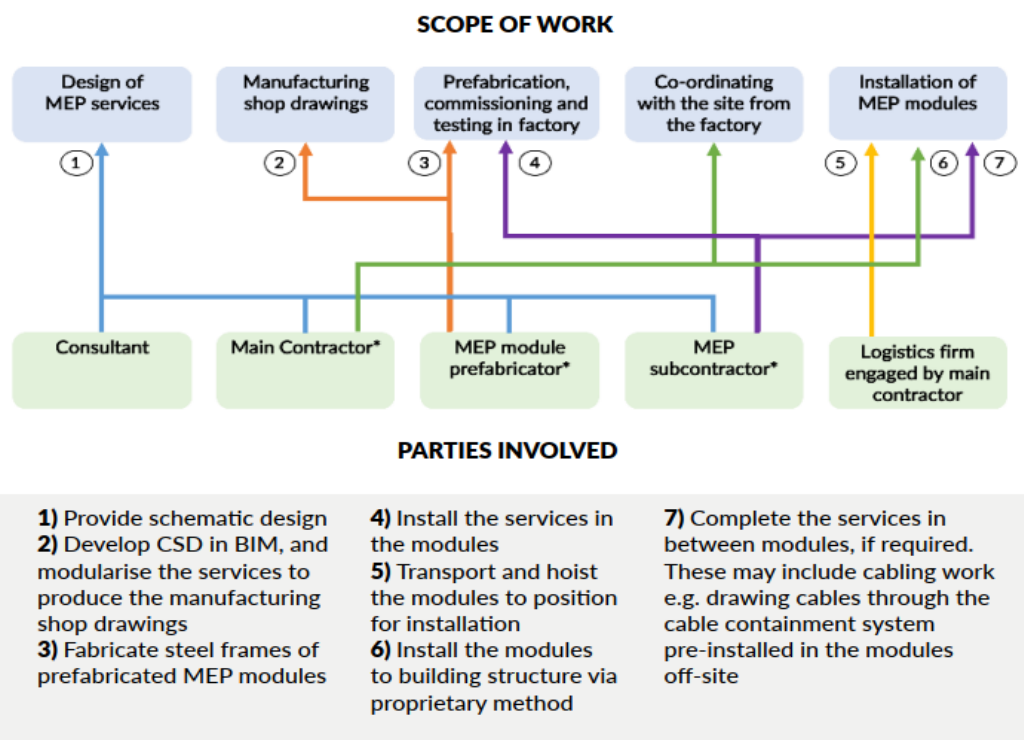 SCOPE OF WORK
Design of
MEP services
Manufacturing
shop drawings
Prefabrication,
commissioning and
testing in factory
Co-ordinating
with the site from
the factory
Installation of
MEP modules
1
2
3
4
5
6
7
Consultant
Main Contractor*
MEP module
prefabricator*
MEP
subcontractor*
Logistics firm
engaged by main
contractor
PARTIES INVOLVED
1) Provide schematic design
2) Develop CSD in BIM, and
modularise the services to
produce the manufacturing
shop drawings
3) Fabricate steel frames of
prefabricated MEP modules
4) Install the services in
the modules
5) Transport and hoist
the modules to position
for installation
6) Install the modules
to building structure via
proprietary method
7) Complete the services in
between modules, if required.
These may include cabling work
e.g. drawing cables through the
cable containment system
pre-installed in the modules
off-site